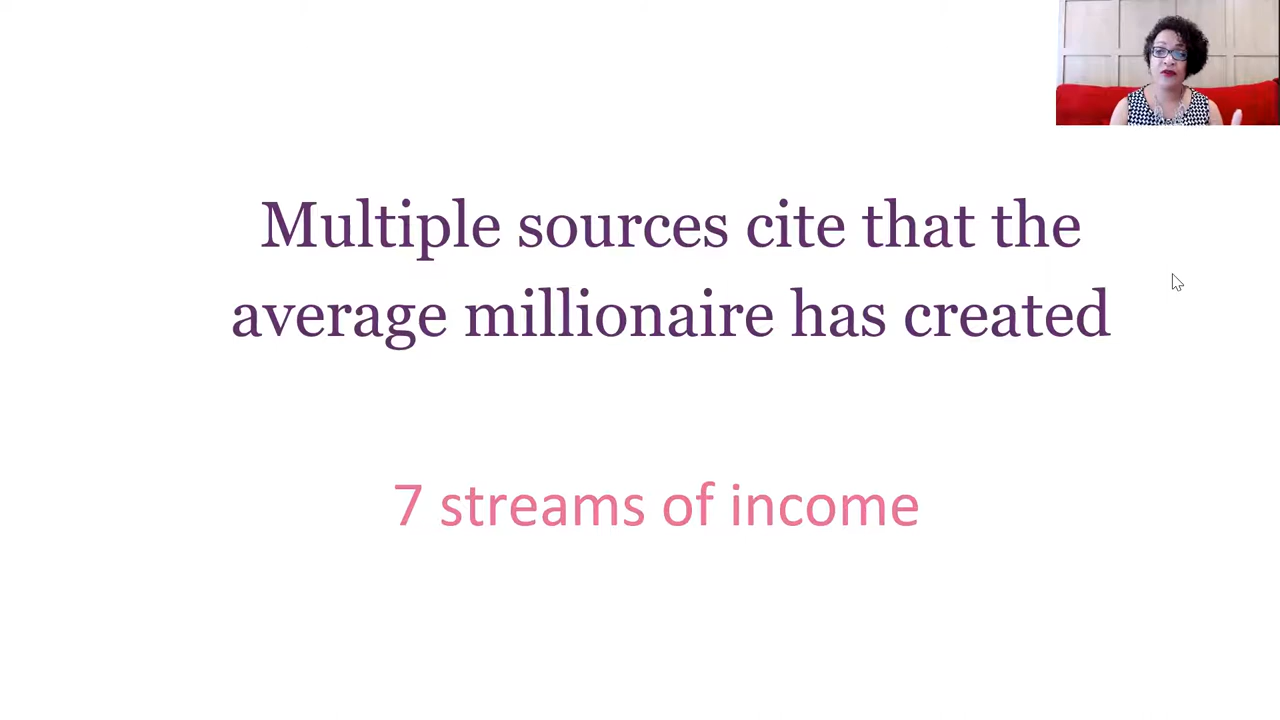 Multiple sources cite that the
average millionaire has created
7 streams of income